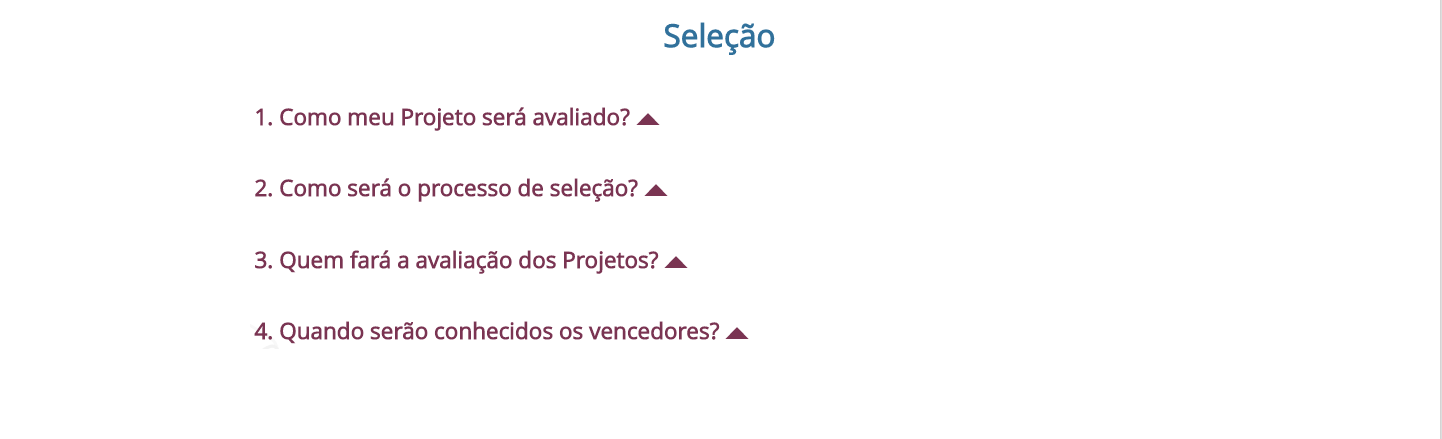 Seleção
1. Como meu Projeto será avaliado?
2. Como será o processo de seleção?
3. Quem fará a avaliação dos Projetos?
4. Quando serão conhecidos os vencedores?